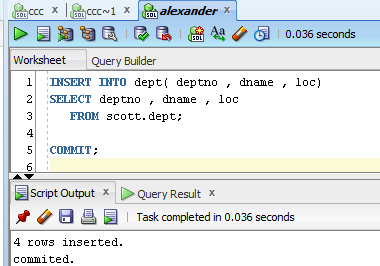 ccc x ccc~1 x alexander x
0.036 seconds
Worksheet Query Builder
1 INSERT INTO dept( deptno , dname , loc)
2 SELECT deptno , dname , loc
3 FROM scott.dept;
4
5 COMMIT;
6
Script Output x Query Result x
Task completed in 0.036 seconds
4 rows inserted.
commited.